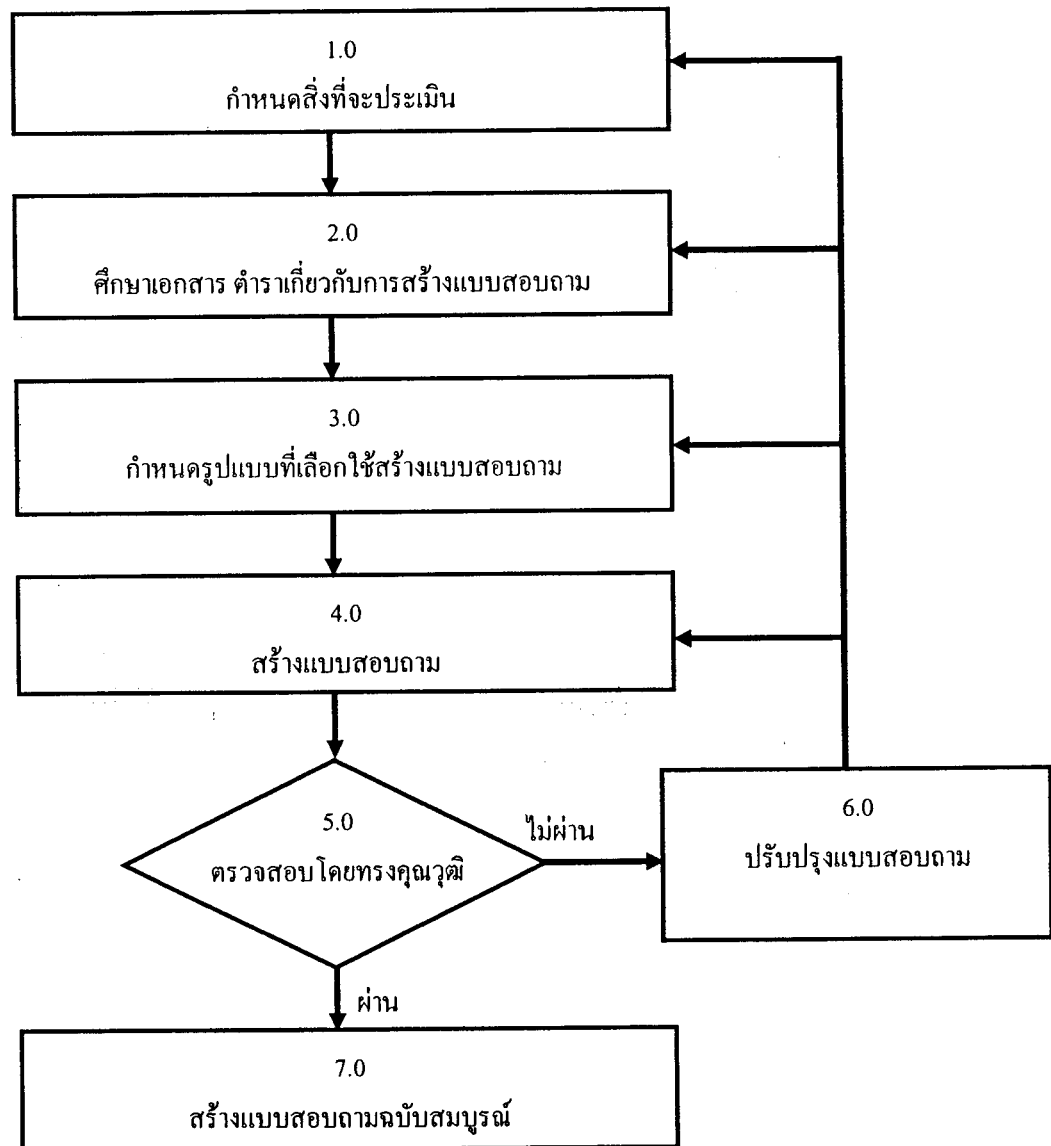 1.0
กำหนดสิ่งที่จะประเมิน
2.0
ศึกษาเอกสาร ตำราเกี่ยวกับการสร้างแบบสอบถาม
3.0
กำหนดรูปแบบที่เลือกใช้สร้างแบบสอบถาม
4.0
สร้างแบบสอบถาม
5.0
ตรวจสอบโดยทรงคุณวุฒิ
ไม่ผ่าน
6.0
ปรับปรุงแบบสอบถาม
ผ่าน
7.0
สร้างแบบสอบถามฉบับสมบูรณ์